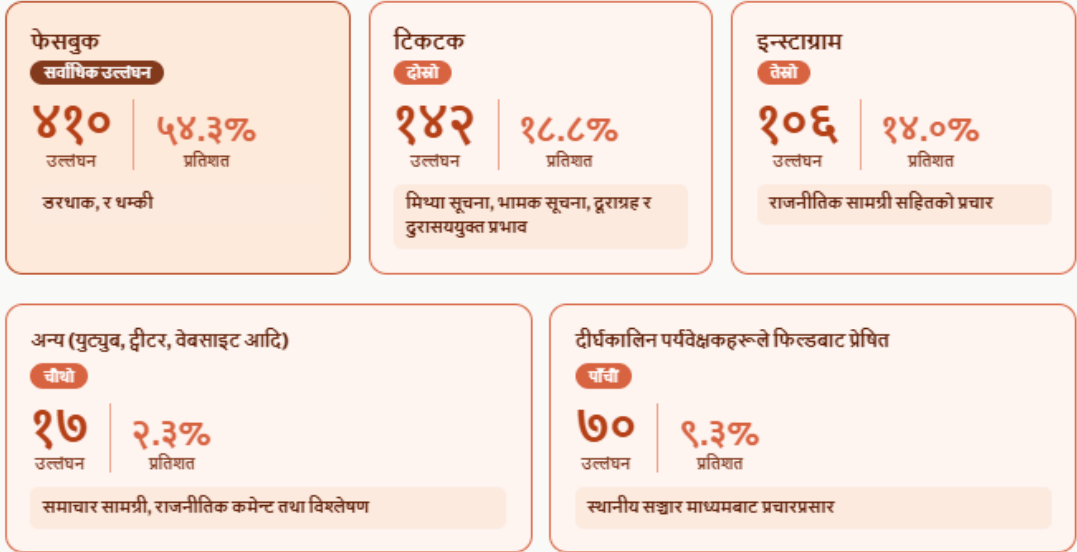 फेसबुक
सर्वाधिक उल्लंघन
४१०
५४.३%
उल्लंघन
प्रतिशत
डरधाक, र धम्की
टिकटक
दोस्रो
१४२
१८.८%
उल्लंघन
प्रतिशत
मिथ्या सूचना, भामक सूचना, दूराग्रह र
दुरासययुक्त प्रभाव
इन्स्टाग्राम
तेस्रो
१०६
१४.०%
उल्लंघन
प्रतिशत
राजनीतिक सामग्री सहितको प्रचार
अन्य (युट्युब, ट्वीटर, वेबसाइट आदि)
चौथो
१७
२.३%
उल्लंघन
प्रतिशत
समाचार सामग्री, राजनीतिक कमेन्ट तथा विश्लेषण
दीर्घकालिन पर्यवेक्षकहरूले फिल्डबाट प्रेषित
पाँचौं
७०
९.३%
उल्लंघन
प्रतिशत
स्थानीय सञ्चार माध्यमबाट प्रचारप्रसार